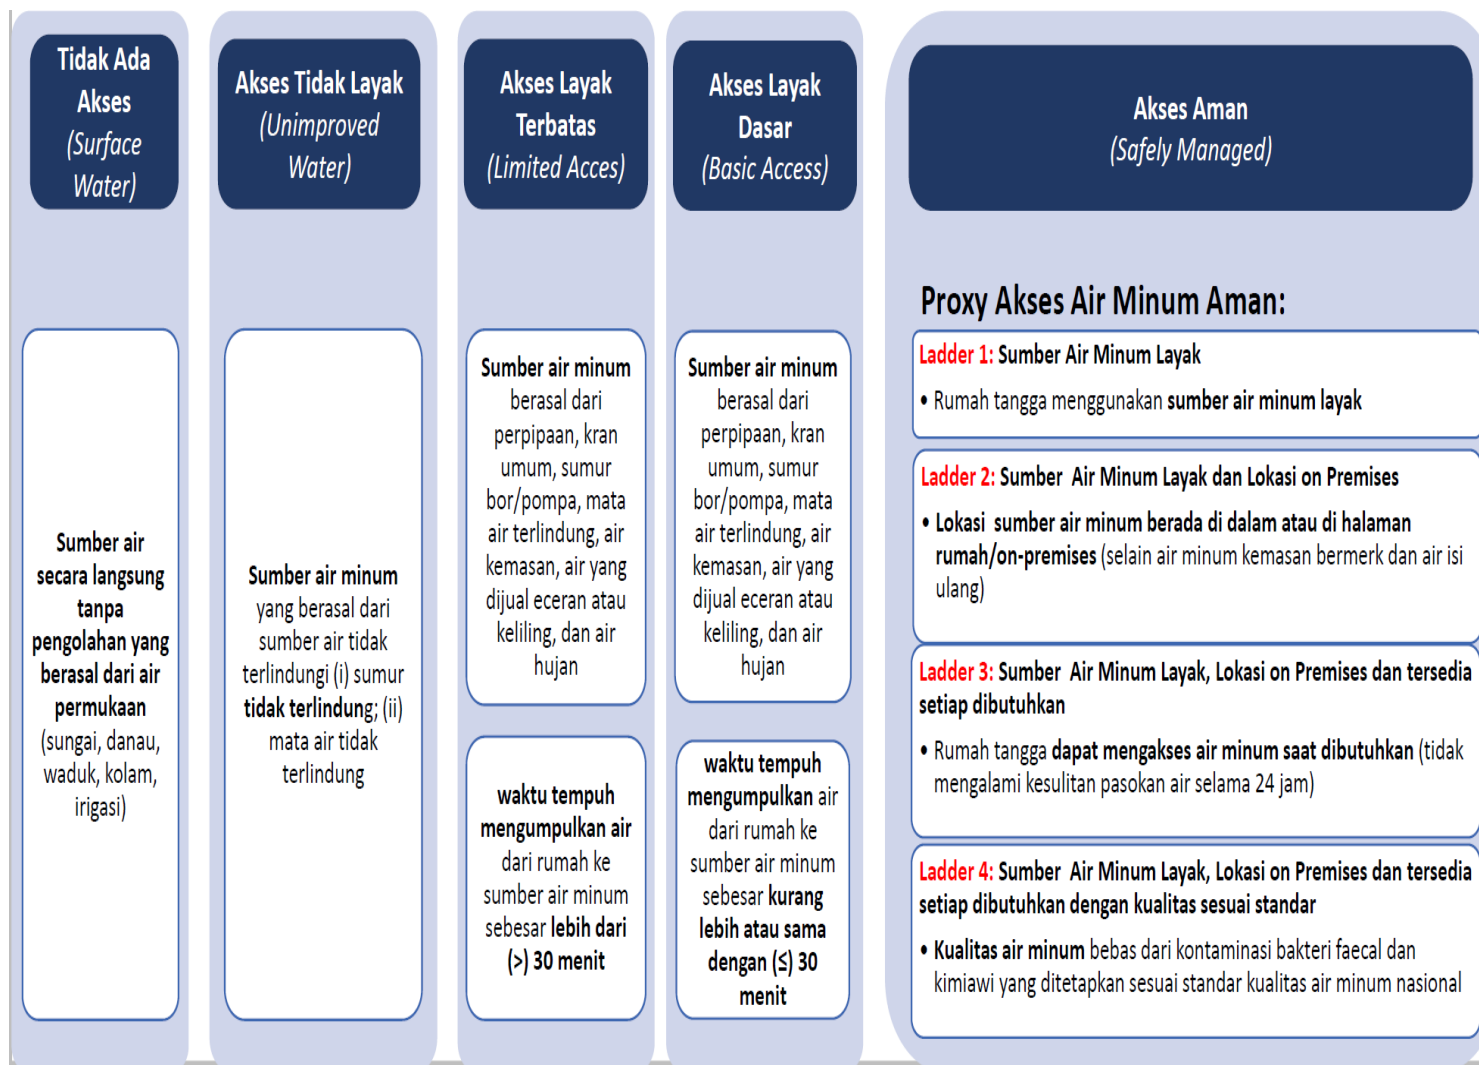 Tidak Ada
Akses
(Surface
Water)
Sumber air
secara langsung
tanpa
pengolahan yang
berasal dari air
permukaan
(sungai, danau,
waduk, kolam,
irigasi)
Akses Tidak Layak
(Unimproved
Water)
Sumber air minum
yang berasal dari
sumber air tidak
terlindungi (i) sumur
tidak terlindung; (ii)
mata air tidak
terlindung
Akses Layak
Terbatas
(Limited Acces)
Sumber air minum
berasal dari
perpipaan, kran
umum, sumur
bor/pompa, mata
air terlindung, air
kemasan, air yang
dijual eceran atau
keliling, dan air
hujan
waktu tempuh
mengumpulkan air
dari rumah ke
sumber air minum
sebesar lebih dari
(>) 30 menit
Akses Layak
Dasar
(Basic Access)
Sumber air minum
berasal dari
perpipaan, kran
umum, sumur
bor/pompa, mata
air terlindung, air
kemasan, air yang
dijual eceran atau
keliling, dan air
hujan
waktu tempuh
mengumpulkan air
dari rumah ke
sumber air minum
sebesar kurang
lebih atau sama
dengan (≤) 30
menit
Akses Aman
(Safely Managed)
Proxy Akses Air Minum Aman:
Ladder 1: Sumber Air Minum Layak
• Rumah tangga menggunakan sumber air minum layak
Ladder 2: Sumber Air Minum Layak dan Lokasi on Premises
• Lokasi sumber air minum berada di dalam atau di halaman
rumah/on-premises (selain air minum kemasan bermerk dan air isi
ulang)
Ladder 3: Sumber Air Minum Layak, Lokasi on Premises dan tersedia
setiap dibutuhkan
• Rumah tangga dapat mengakses air minum saat dibutuhkan (tidak
mengalami kesulitan pasokan air selama 24 jam)
Ladder 4: Sumber Air Minum Layak, Lokasi on Premises dan tersedia
setiap dibutuhkan dengan kualitas sesuai standar
• Kualitas air minum bebas dari kontaminasi bakteri faecal dan
kimiawi yang ditetapkan sesuai standar kualitas air minum nasional